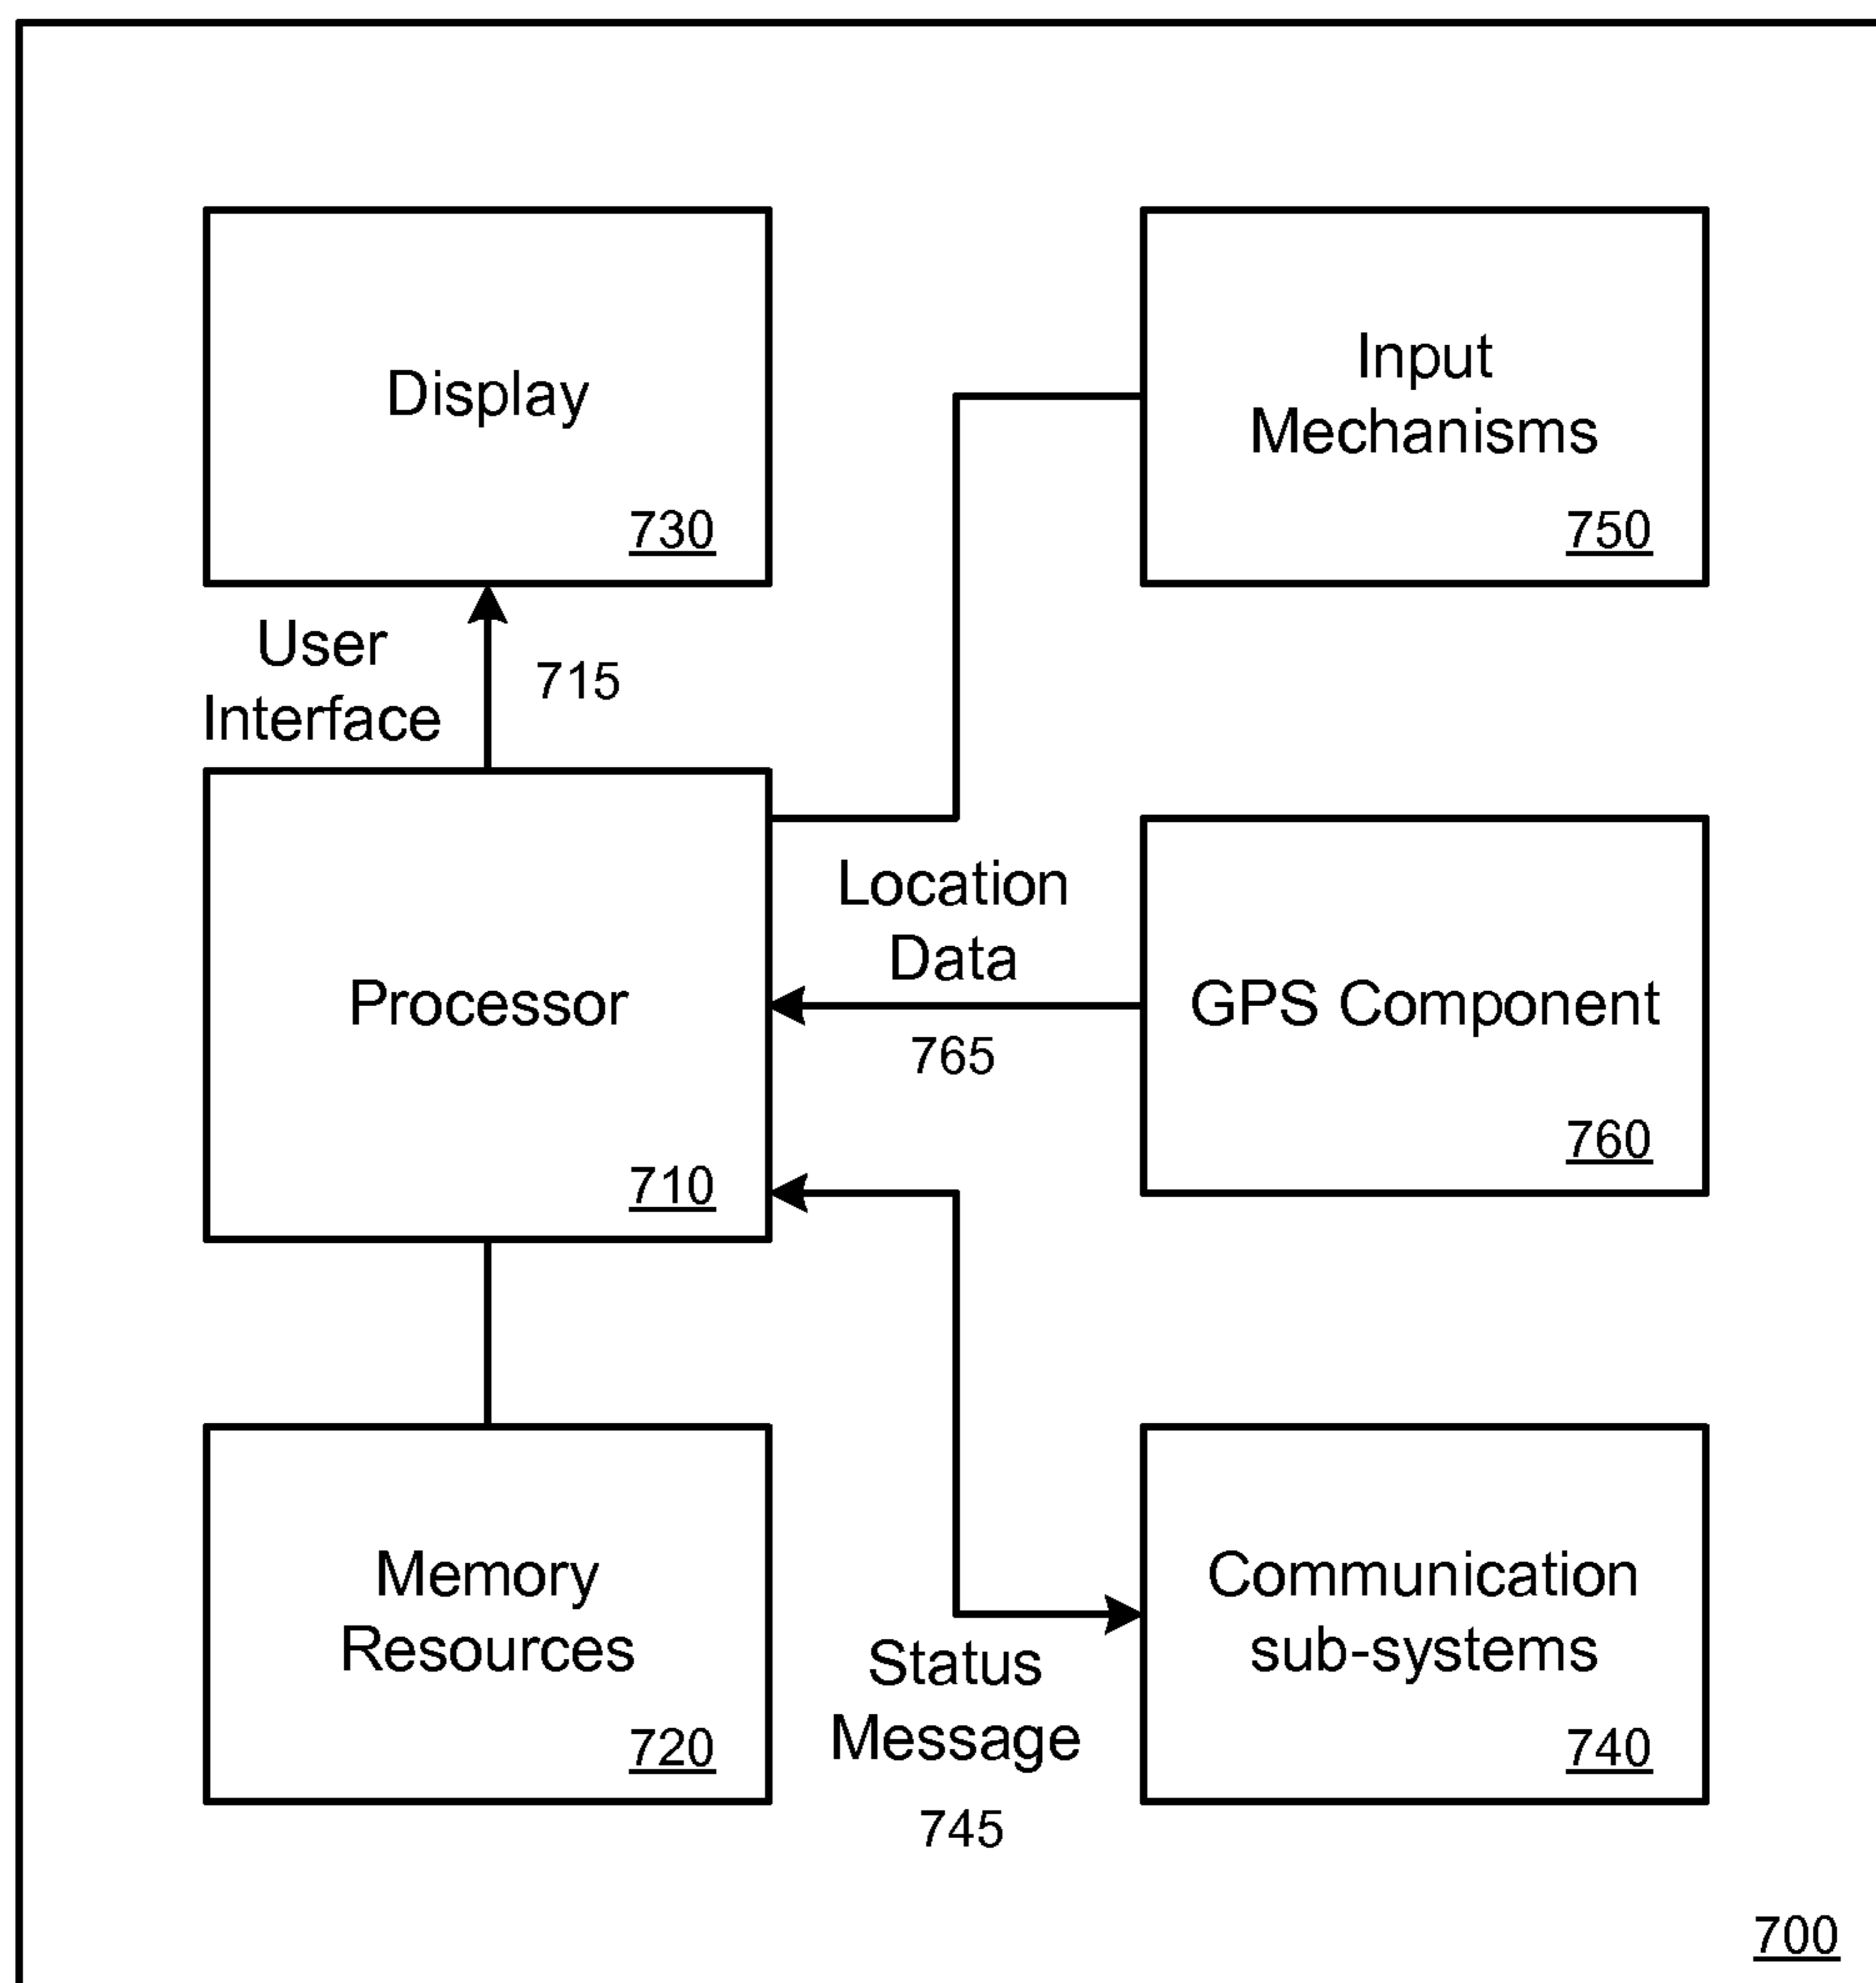 Display
730
Input
Mechanisms
750
User
Interface
715
Processor
710
Location
Data
765
GPS Component
760
Memory
Resources
720
Status
Message
745
Communication
sub-systems
740
700